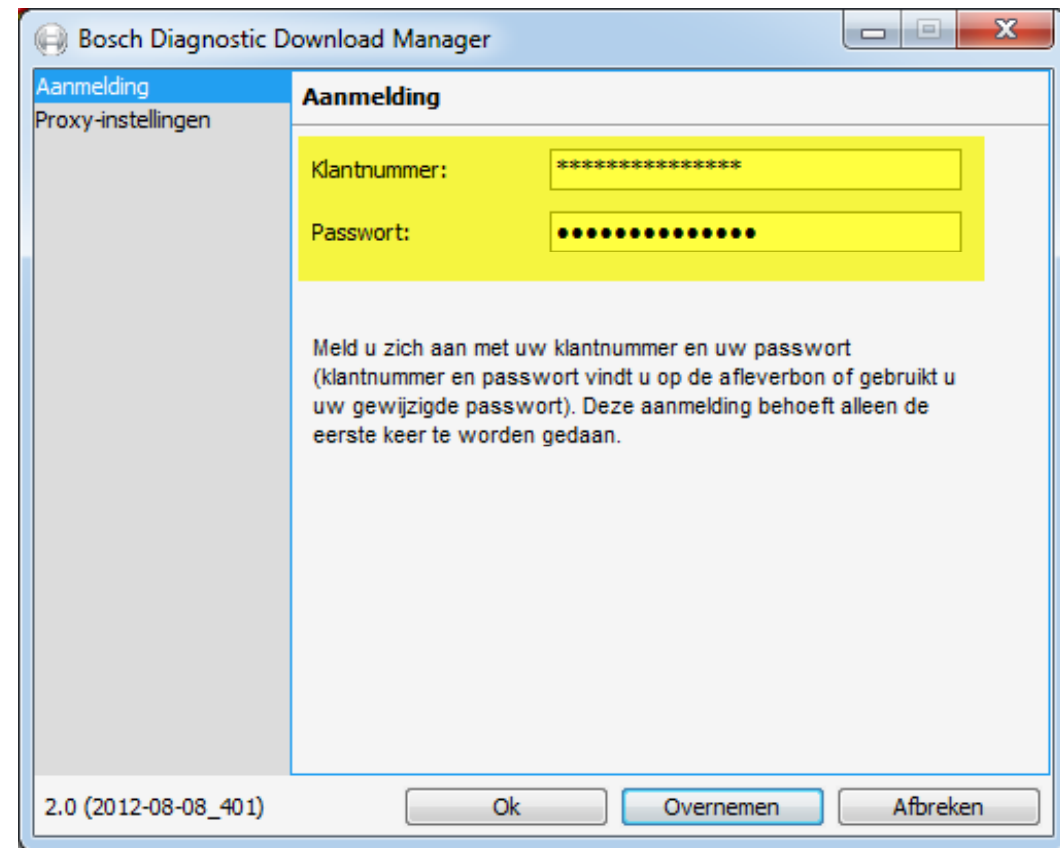 Bosch Diagnostic Download Manager
Aanmelding
Proxy-instellingen
Aanmelding
Klantnummer: ***************
Passwort: ●●●●●●●●●●●●●●
Meld u zich aan met uw klantnummer en uw passwort
(klantnummer en passwort vindt u op de afleverbon of gebruikt u
uw gewijzigde passwort). Deze aanmelding behoeft alleen de
eerste keer te worden gedaan.
2.0 (2012-08-08_401)
Ok
Overnemen
Afbreken